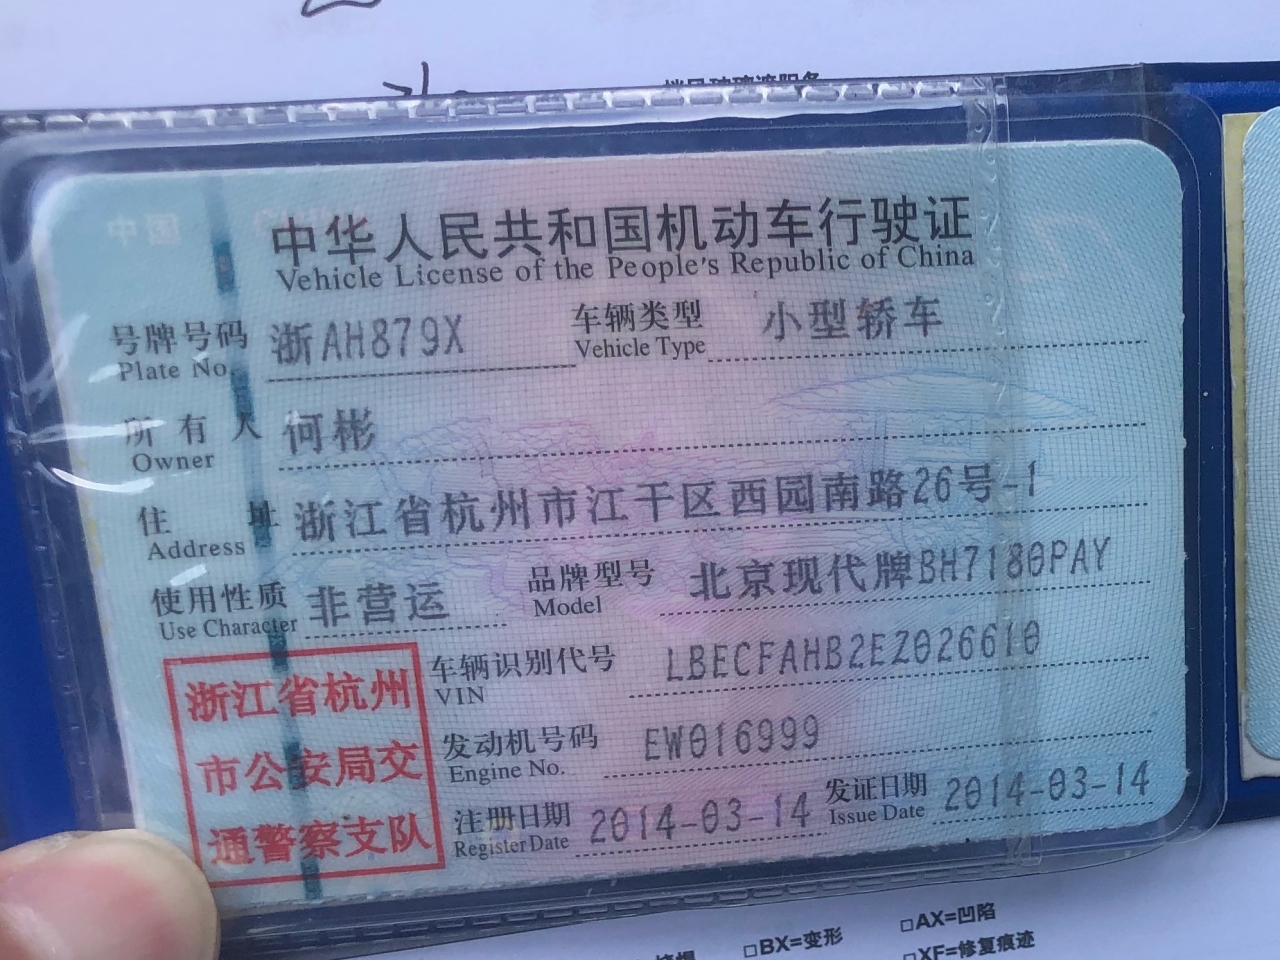 中华人民共和国机动车行驶证
Vehicle License of the People's Republic of China
号牌号码 浙AH879X 车辆类型 小型轿车
Plate No. Vehicle Type
所有人 何彬
Owner
住址 浙江省杭州市江干区西园南路26号-1
Address
使用性质 非营运 品牌型号 北京现代牌BH7180PAY
Use Character Model
浙江省杭州
市公安局交
通警察支队
车辆识别代号 LBECFAHB2EZ026610
VIN
发动机号码 EW016999
Engine No.
注册日期 2014-03-14 发证日期 2014-03-14
Register Date Issue Date
□BX=变形 □AX=凹陷
□XF=修复痕迹